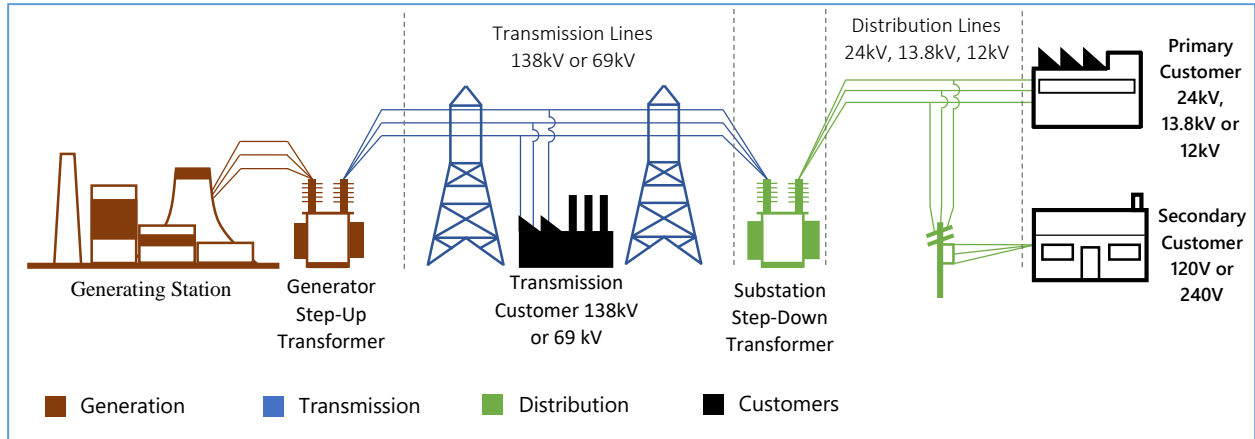 Transmission Lines
138kV or 69kV
Distribution Lines
24kV, 13.8kV, 12kV
Primary
Customer
24kV,
13.8kV or
12kV
Generating Station
Generator
Step-Up
Transformer
Transmission
Customer 138kV
or 69 kV
Substation
Step-Down
Transformer
Secondary
Customer
120V or
240V
Generation
Transmission
Distribution
Customers